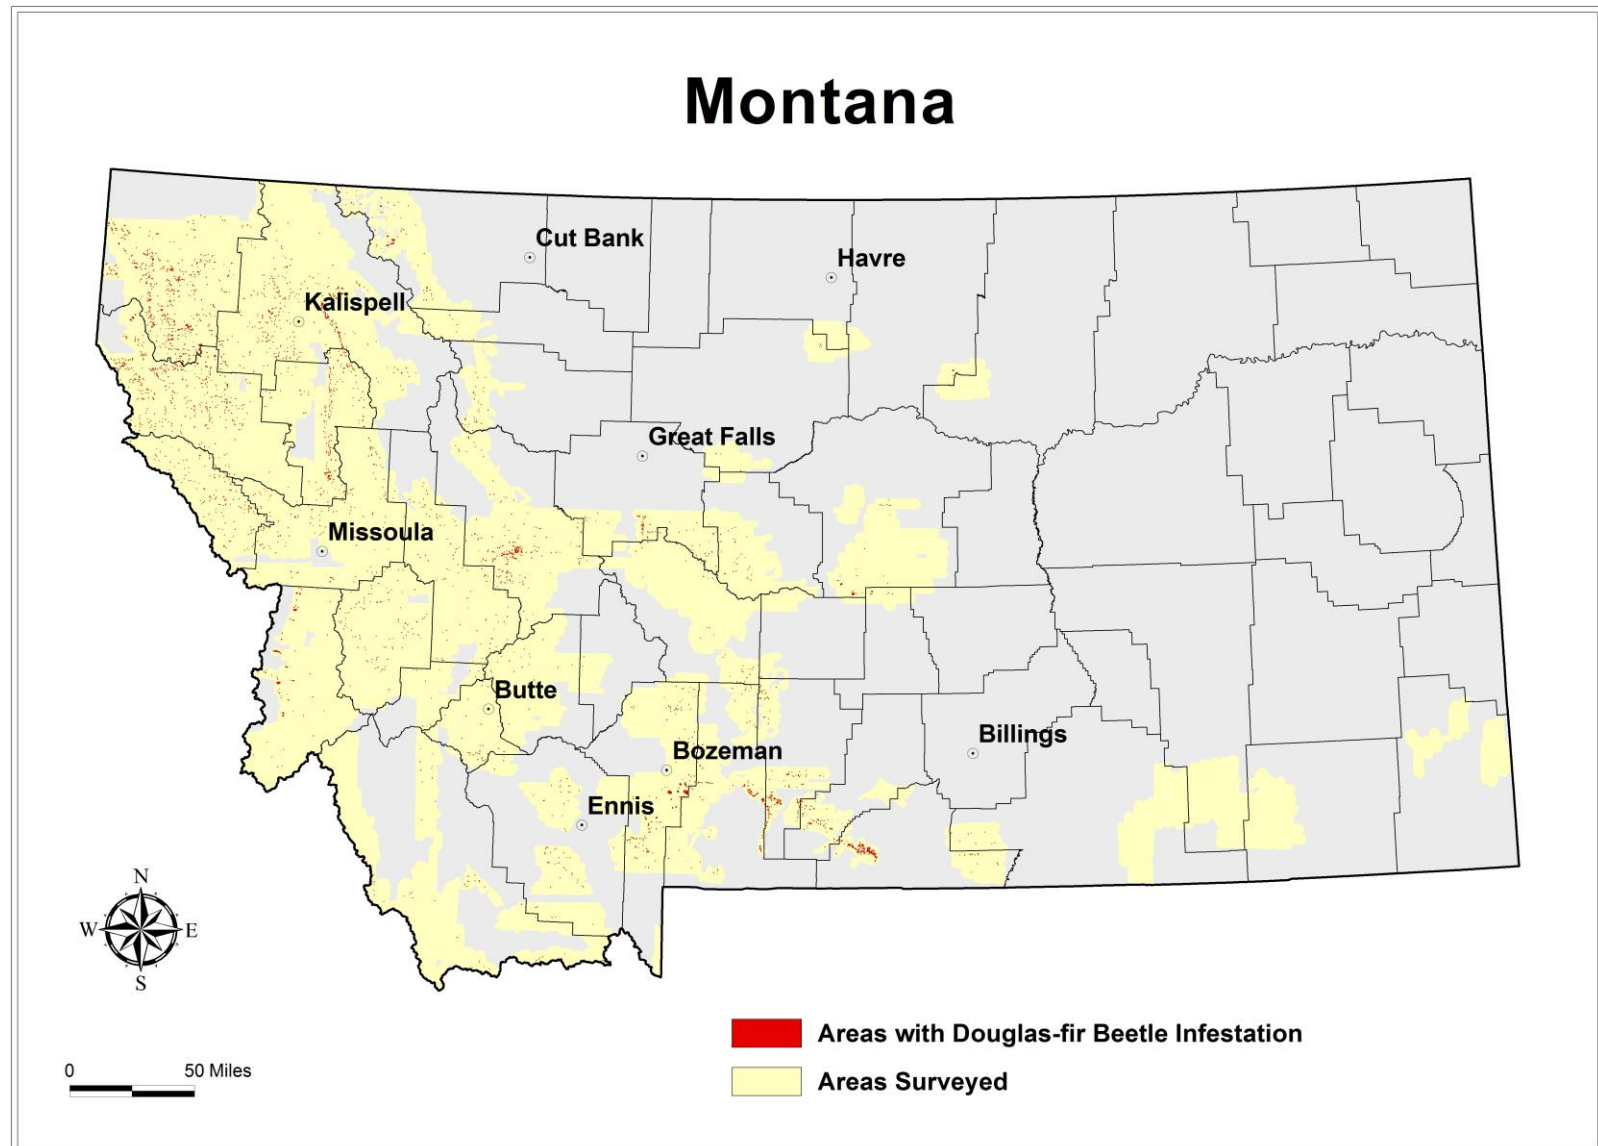 Montana
Cut Bank
Havre
Kalispell
Great Falls
Missoula
Butte
Billings
Bozeman
Ennis
N
W E
S
Areas with Douglas-fir Beetle Infestation
0 50 Miles
Areas Surveyed